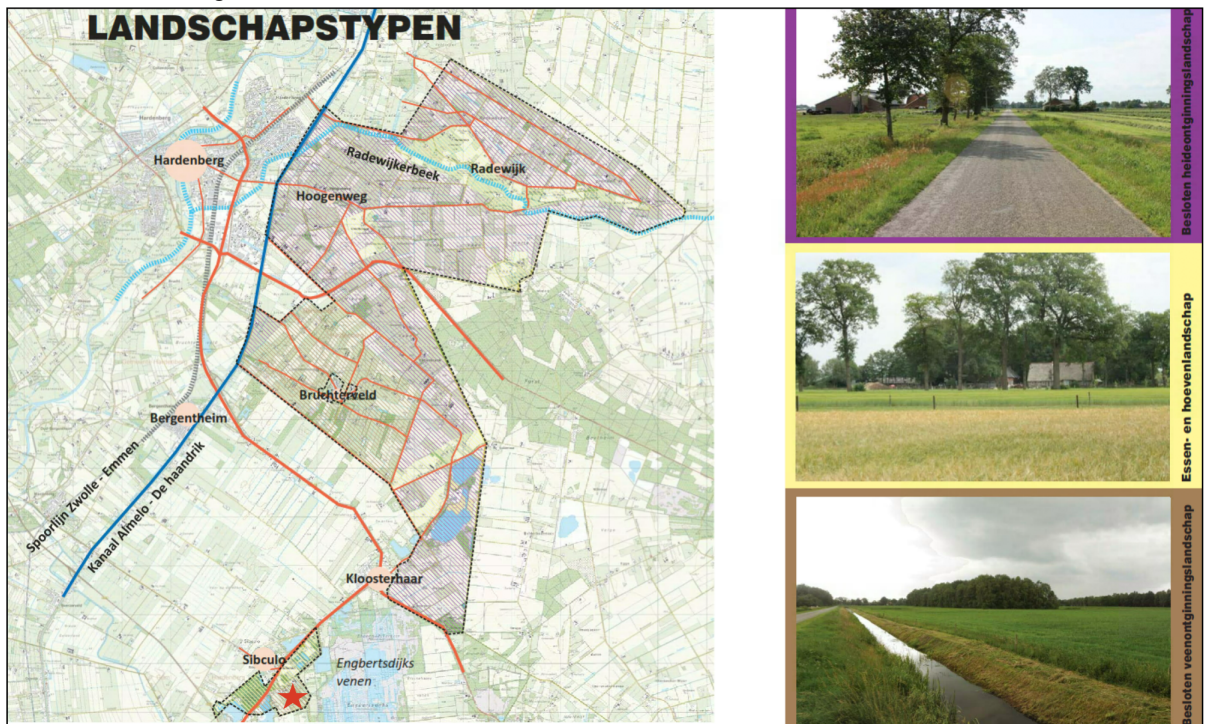 LANDSCHAPSTYPEN
Hardenberg
Radewijkerbeek
Radewijk
Hoogenweg
Bruchterveld
Bergentheim
Spoorlijn Zwolle - Emmen
Kanaal Almelo - De haandrik
Kloosterhaar
Sibculo
Engbertsdijks
venen
Besloten heideontginningslandschap
Essen- en hoevenlandschap
Besloten veenontginningslandschap